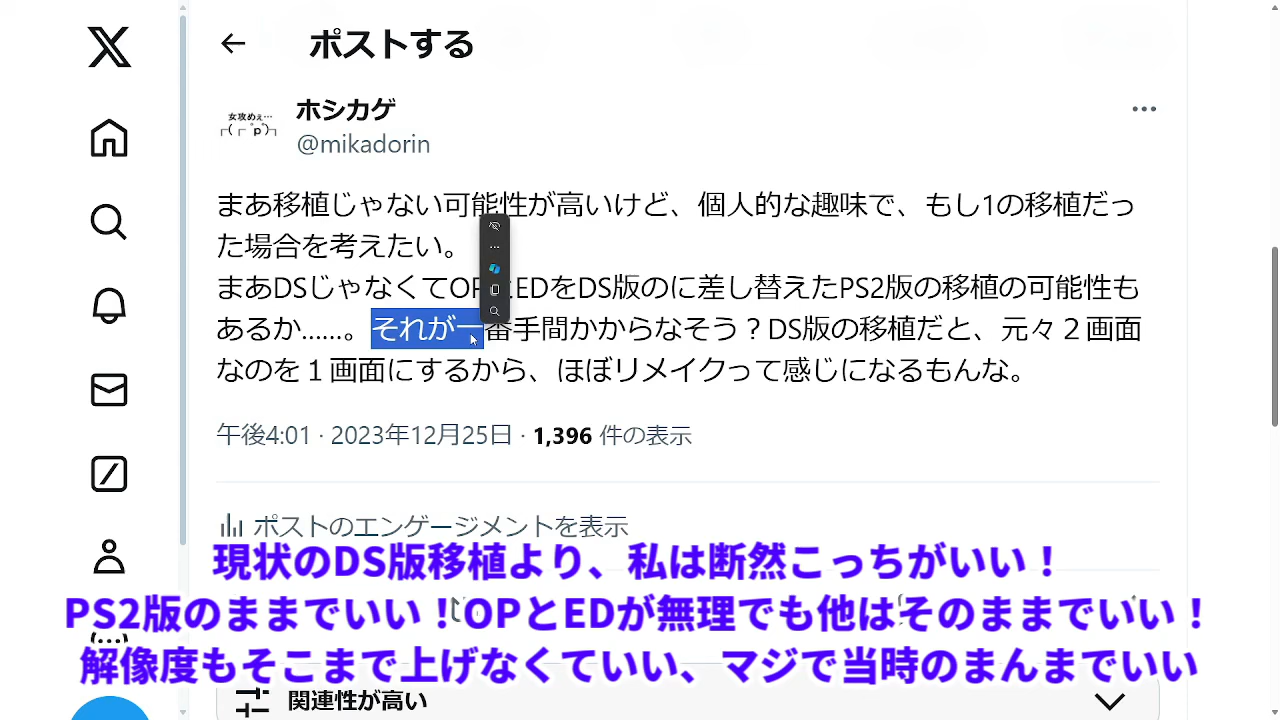 ポストする
女攻めぇ…
ホシカゲ
@mikadorin
まあ移植じゃない可能性が高いけど、個人的な趣味で、もし1の移植だっ
た場合を考えたい。
まあDSじゃなくてOPとEDをDS版のに差し替えたPS2版の移植の可能性も
あるか……。それが一番手間かからなそう？DS版の移植だと、元々２画面
なのを１画面にするから、ほぼリメイクって感じになるもんな。
午後4:01 · 2023年12月25日 · 1,396 件の表示
ポストのエンゲージメントを表示
現状のDS版移植より、私は断然こっちがいい！
PS2版のままでいい！OPとEDが無理でも他はそのままでいい！
解像度もそこまで上げなくていい、マジで当時のまんまでいい
関連性が高い